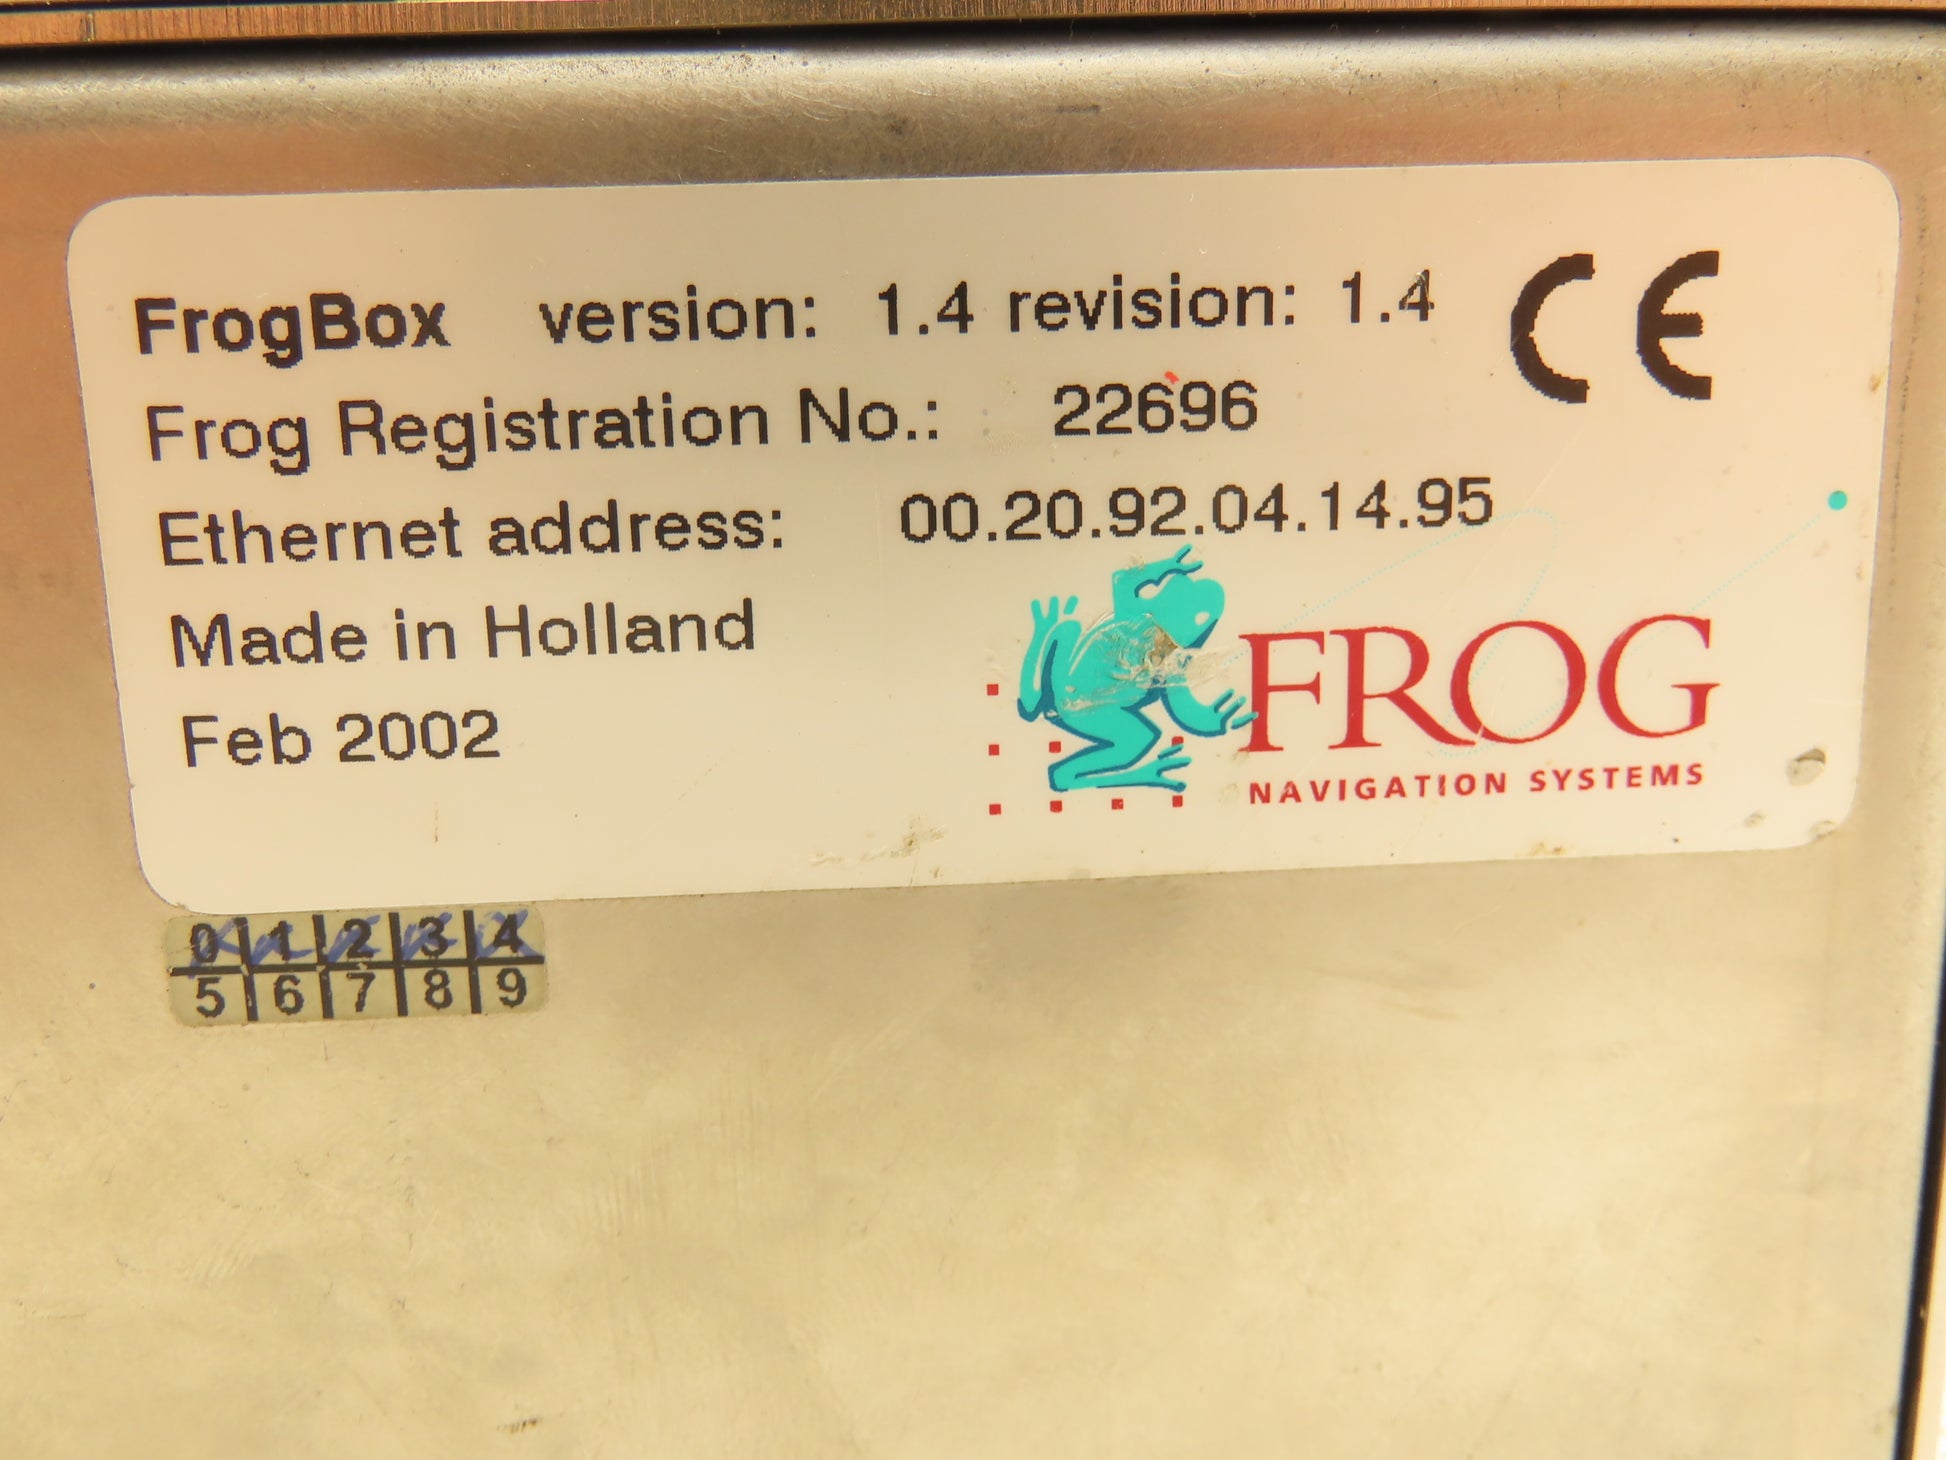 FrogBox version: 1.4 revision: 1.4 CE
Frog Registration No.: 22696
Ethernet address: 00.20.92.04.14.95
Made in Holland
Feb 2002
FROG
NAVIGATION SYSTEMS
0 1 2 3 4
5 6 7 8 9